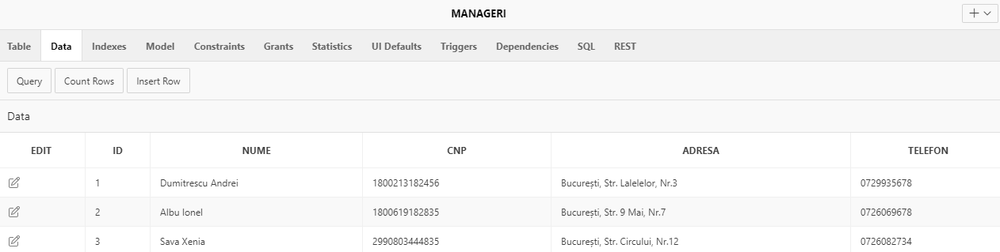 MANAGERI
Table Data Indexes Model Constraints Grants Statistics UI Defaults Triggers Dependencies SQL REST
Query Count Rows Insert Row
Data
EDIT ID NUME CNP ADRESA TELEFON
1 Dumitrescu Andrei 1800213182456 București, Str. Lalelelor, Nr.3 0729935678
2 Albu Ionel 1800619182835 București, Str. 9 Mai, Nr.7 0726069678
3 Sava Xenia 2990803444835 București, Str. Circului, Nr.12 0726082734